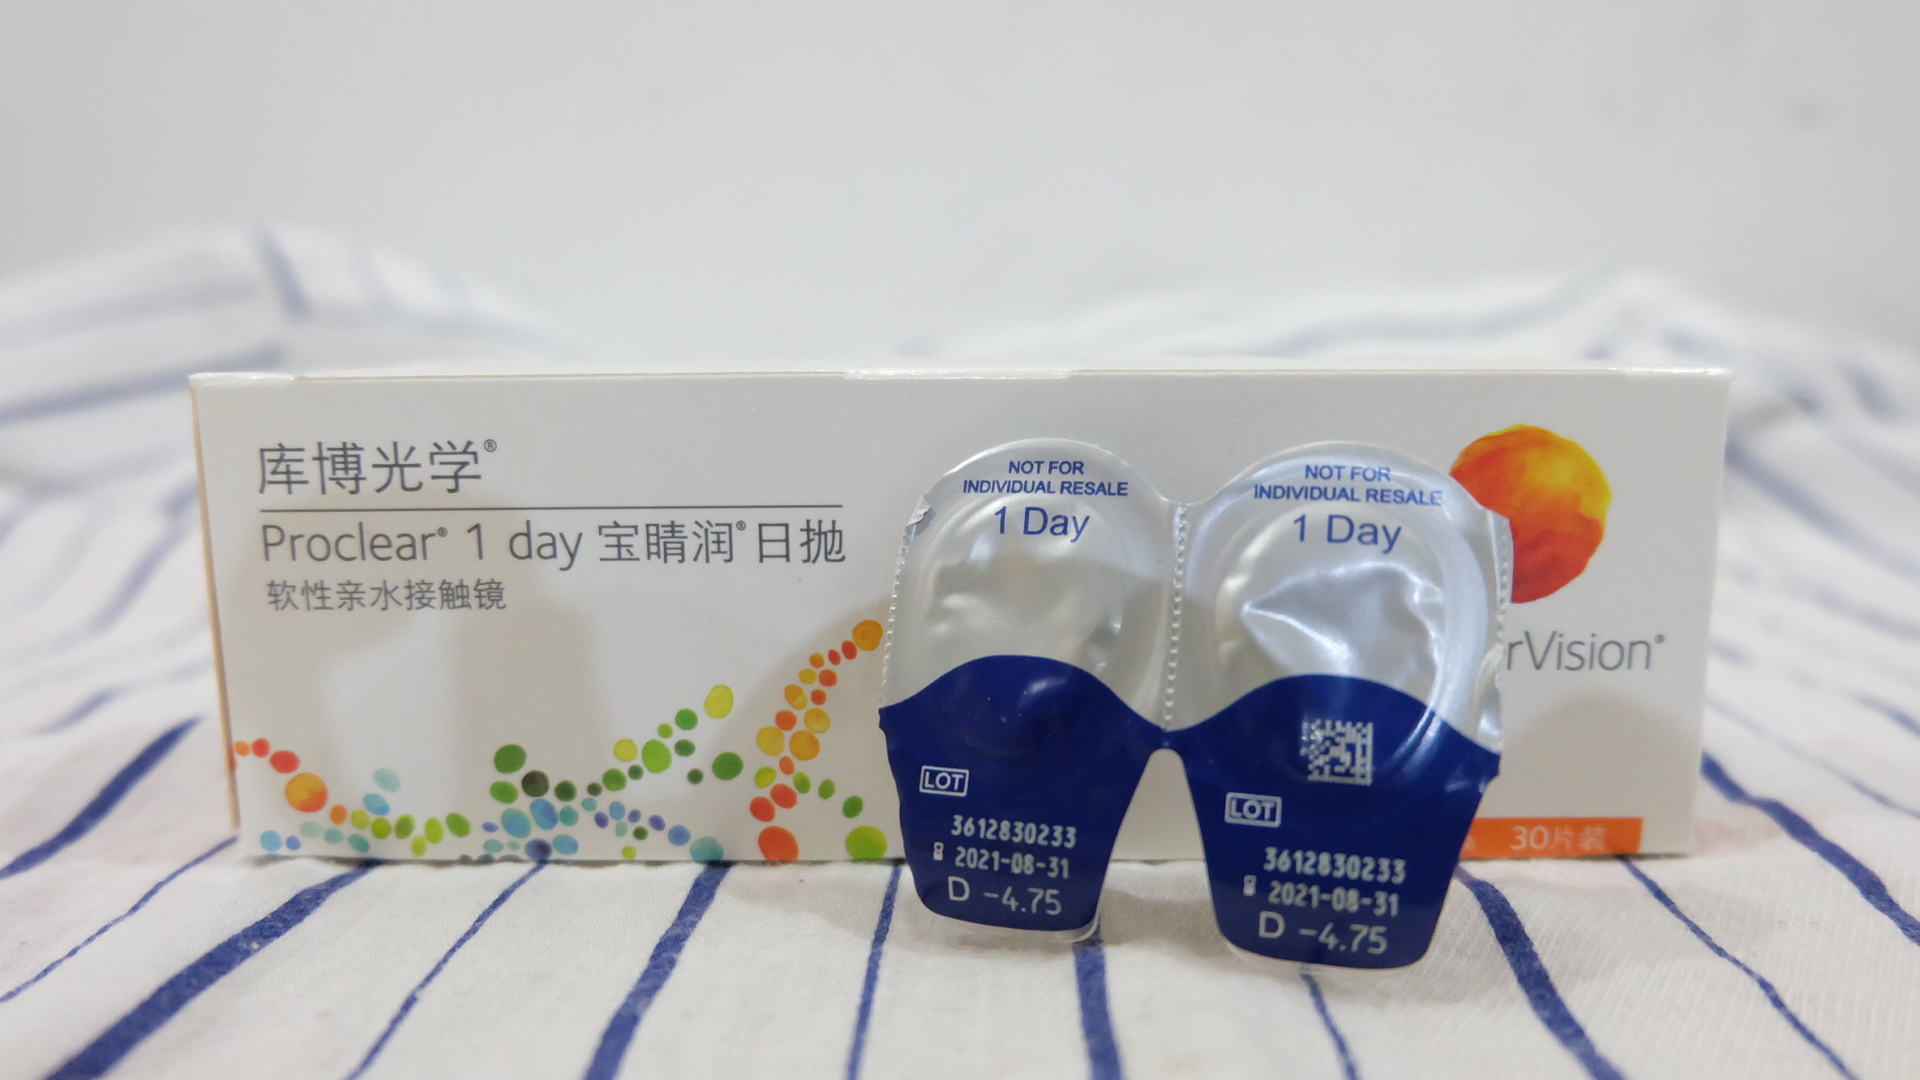 库博光学®
Proclear® 1 day 宝睛润®日抛
软性亲水接触镜
NOT FOR
INDIVIDUAL RESALE
1 Day
LOT
3612830233
2021-08-31
D -4.75
NOT FOR
INDIVIDUAL RESALE
1 Day
LOT
3612830233
2021-08-31
D -4.75
rVision®
30片装